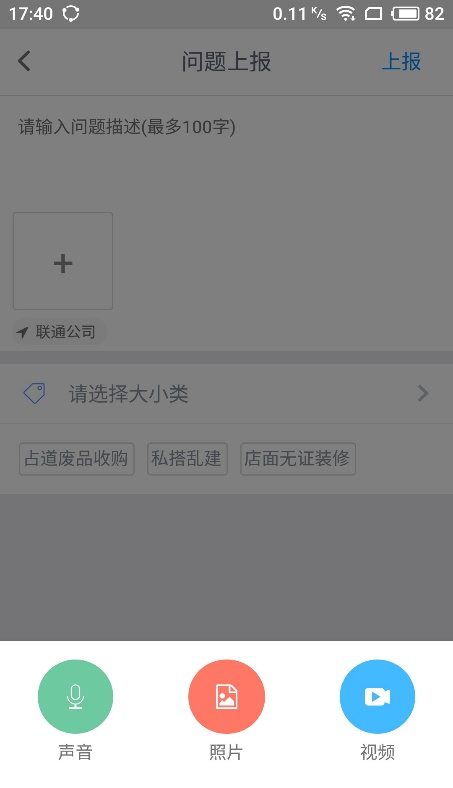 17:40 0.11 K/s 82
问题上报 上报
请输入问题描述(最多100字)
联通公司
请选择大小类
占道废品收购 私搭乱建 店面无证装修
声音 照片 视频